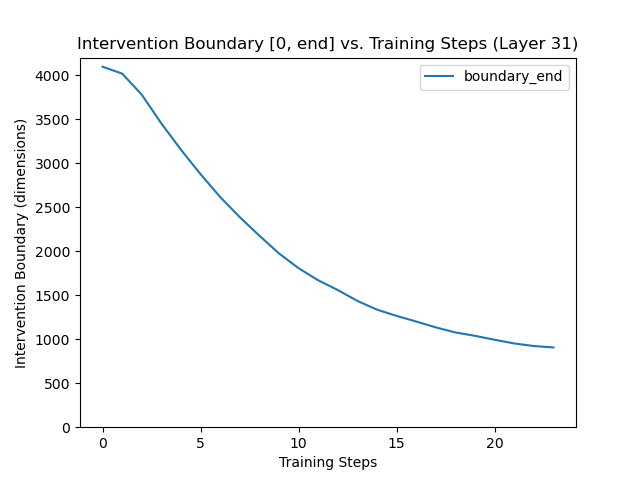 Intervention Boundary [0, end] vs. Training Steps (Layer 31)
boundary_end
Intervention Boundary (dimensions)
4000
3500
3000
2500
2000
1500
1000
500
0
0 5 10 15 20
Training Steps